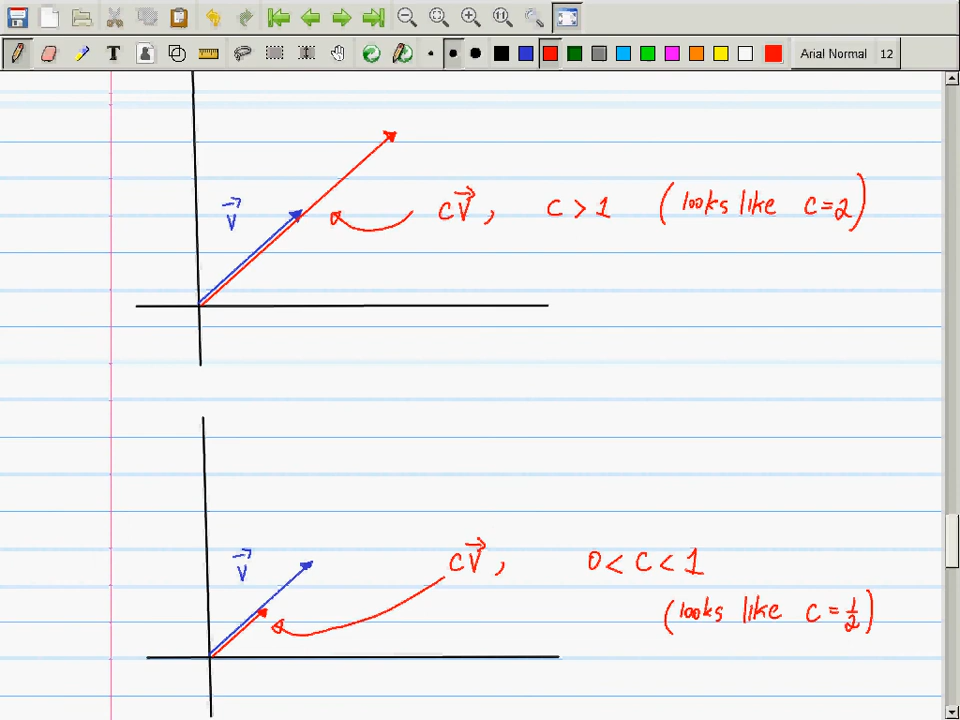 Arial Normal 12
v⃗
cv⃗, c > 1 (looks like c=2)
v⃗
cv⃗, 0 < c < 1
(looks like c = 1/2)